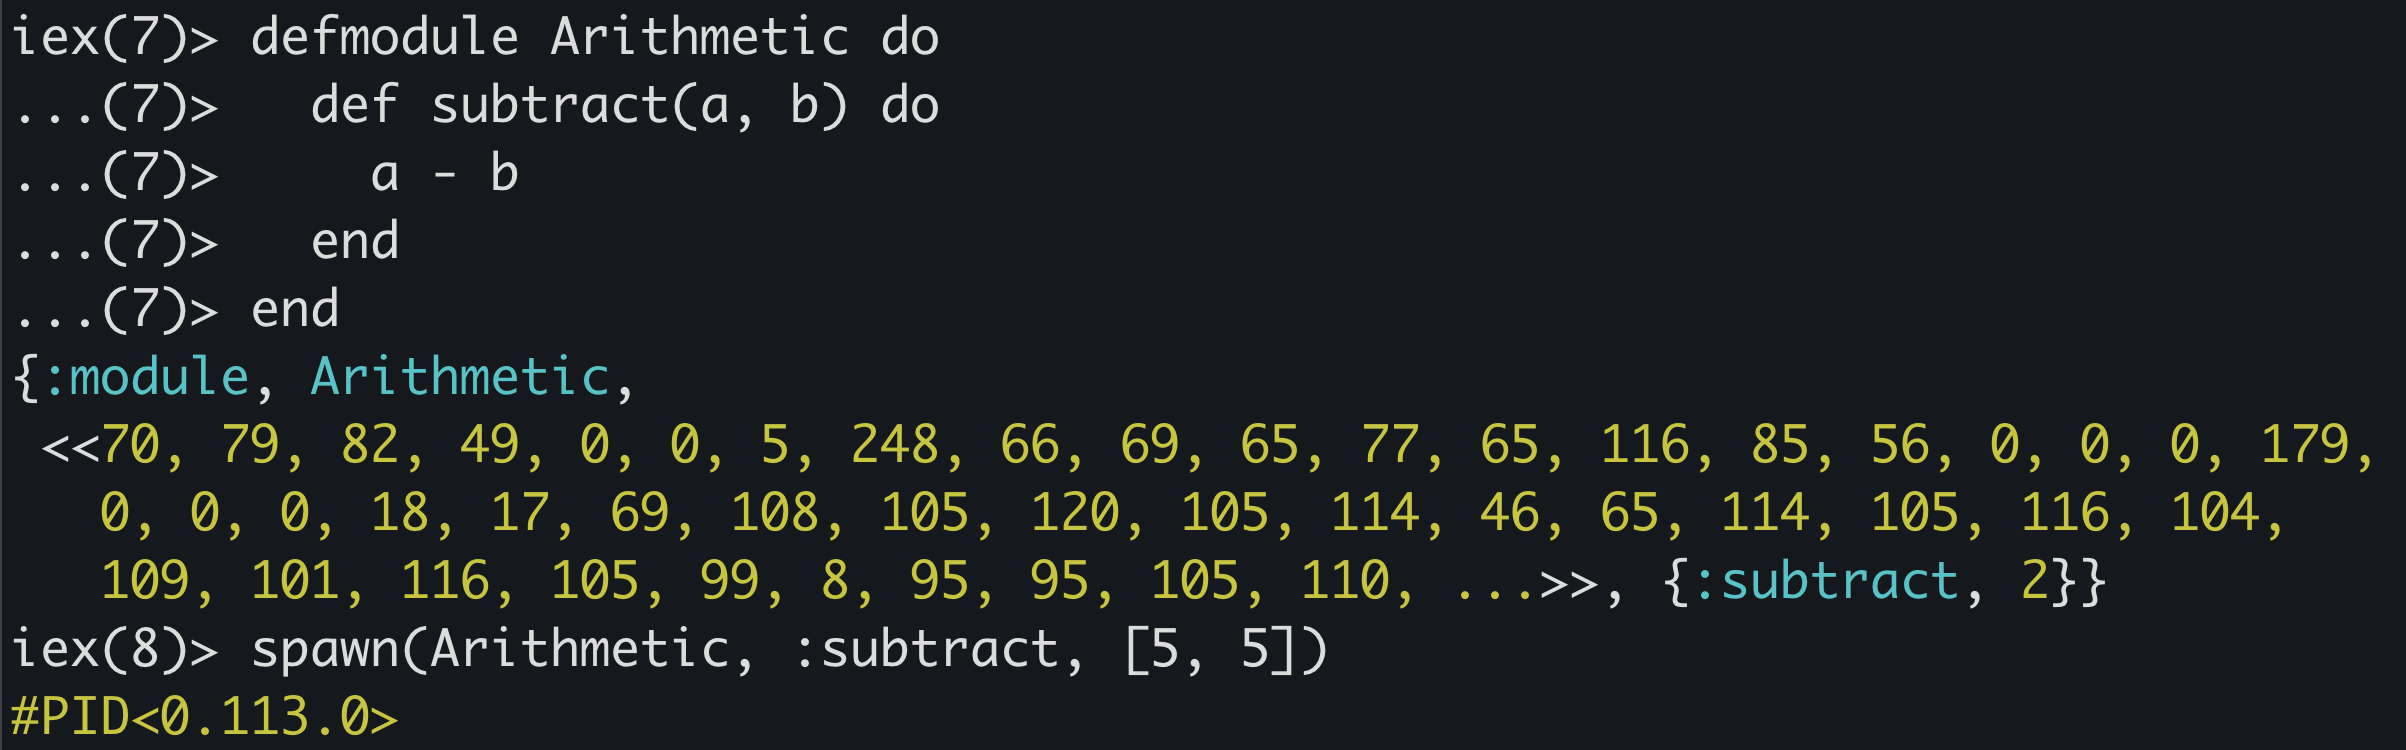 iex(7)> defmodule Arithmetic do
...(7)>   def subtract(a, b) do
...(7)>     a - b
...(7)>   end
...(7)> end
{:module, Arithmetic,
 <<70, 79, 82, 49, 0, 0, 5, 248, 66, 69, 65, 77, 65, 116, 85, 56, 0, 0, 0, 179,
   0, 0, 0, 18, 17, 69, 108, 105, 120, 105, 114, 46, 65, 114, 105, 116, 104,
   109, 101, 116, 105, 99, 8, 95, 95, 105, 110, ...>>, {:subtract, 2}}
iex(8)> spawn(Arithmetic, :subtract, [5, 5])
#PID<0.113.0>